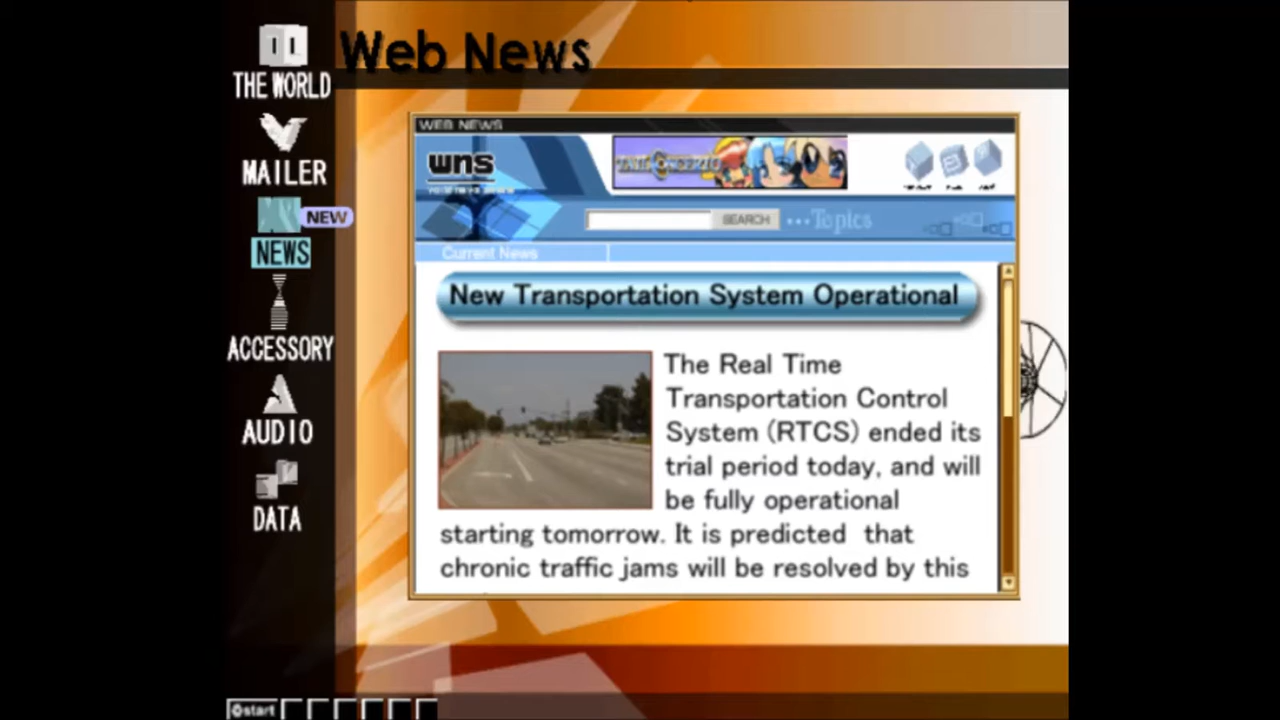 THE WORLD
MAILER
NEW
NEWS
ACCESSORY
AUDIO
DATA
start
Web News
WEB NEWS
wns
SEARCH
...Topics
Current News
New Transportation System Operational
The Real Time
Transportation Control
System (RTCS) ended its
trial period today, and will
be fully operational
starting tomorrow. It is predicted that
chronic traffic jams will be resolved by this